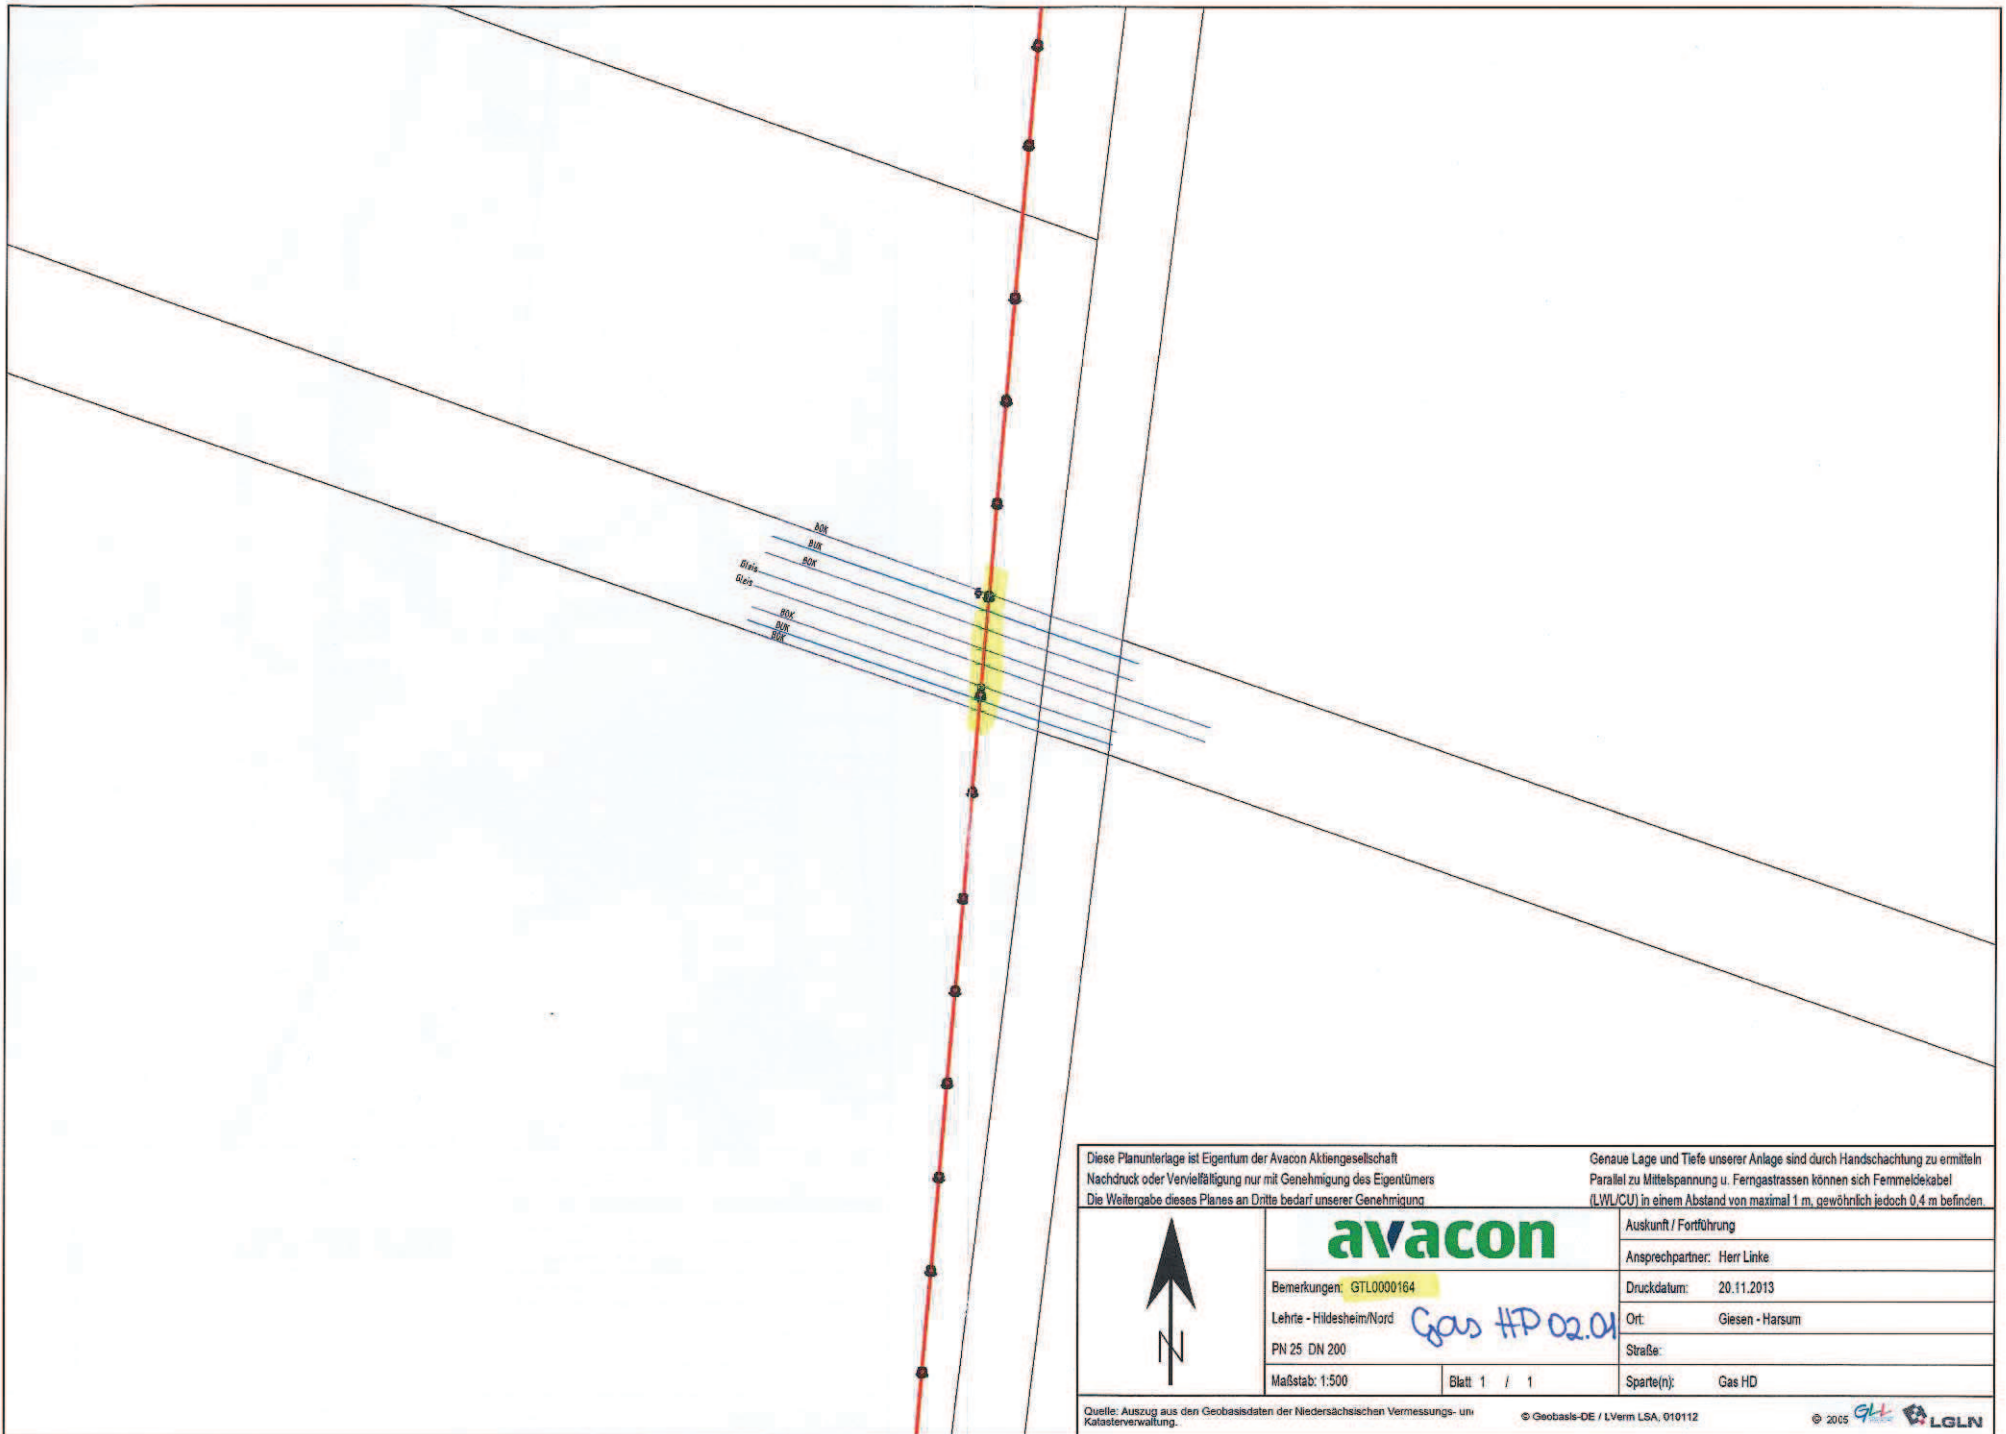 BOK
BUK
BOK
Gleis
Gleis
BOK
BUK
BOK
Diese Planunterlage ist Eigentum der Avacon Aktiengesellschaft
Nachdruck oder Vervielfältigung nur mit Genehmigung des Eigentümers
Die Weitergabe dieses Planes an Dritte bedarf unserer Genehmigung
Genaue Lage und Tiefe unserer Anlage sind durch Handschachtung zu ermitteln
Parallel zu Mittelspannung u. Ferngastrassen können sich Fernmeldekabel
(LWL/CU) in einem Abstand von maximal 1 m, gewöhnlich jedoch 0,4 m befinden.
N
avacon
Bemerkungen: GTL0000164
Lehrte - Hildesheim/Nord
Gas HD 02.01
PN 25 DN 200
Maßstab: 1:500
Blatt 1 / 1
Auskunft / Fortführung
Ansprechpartner: Herr Linke
Druckdatum: 20.11.2013
Ort: Giesen - Harsum
Straße:
Sparte(n): Gas HD
Quelle: Auszug aus den Geobasisdaten der Niedersächsischen Vermessungs- und
Katasterverwaltung.
© Geobasis-DE / LVerm LSA, 010112
© 2005 GLL
LGLN